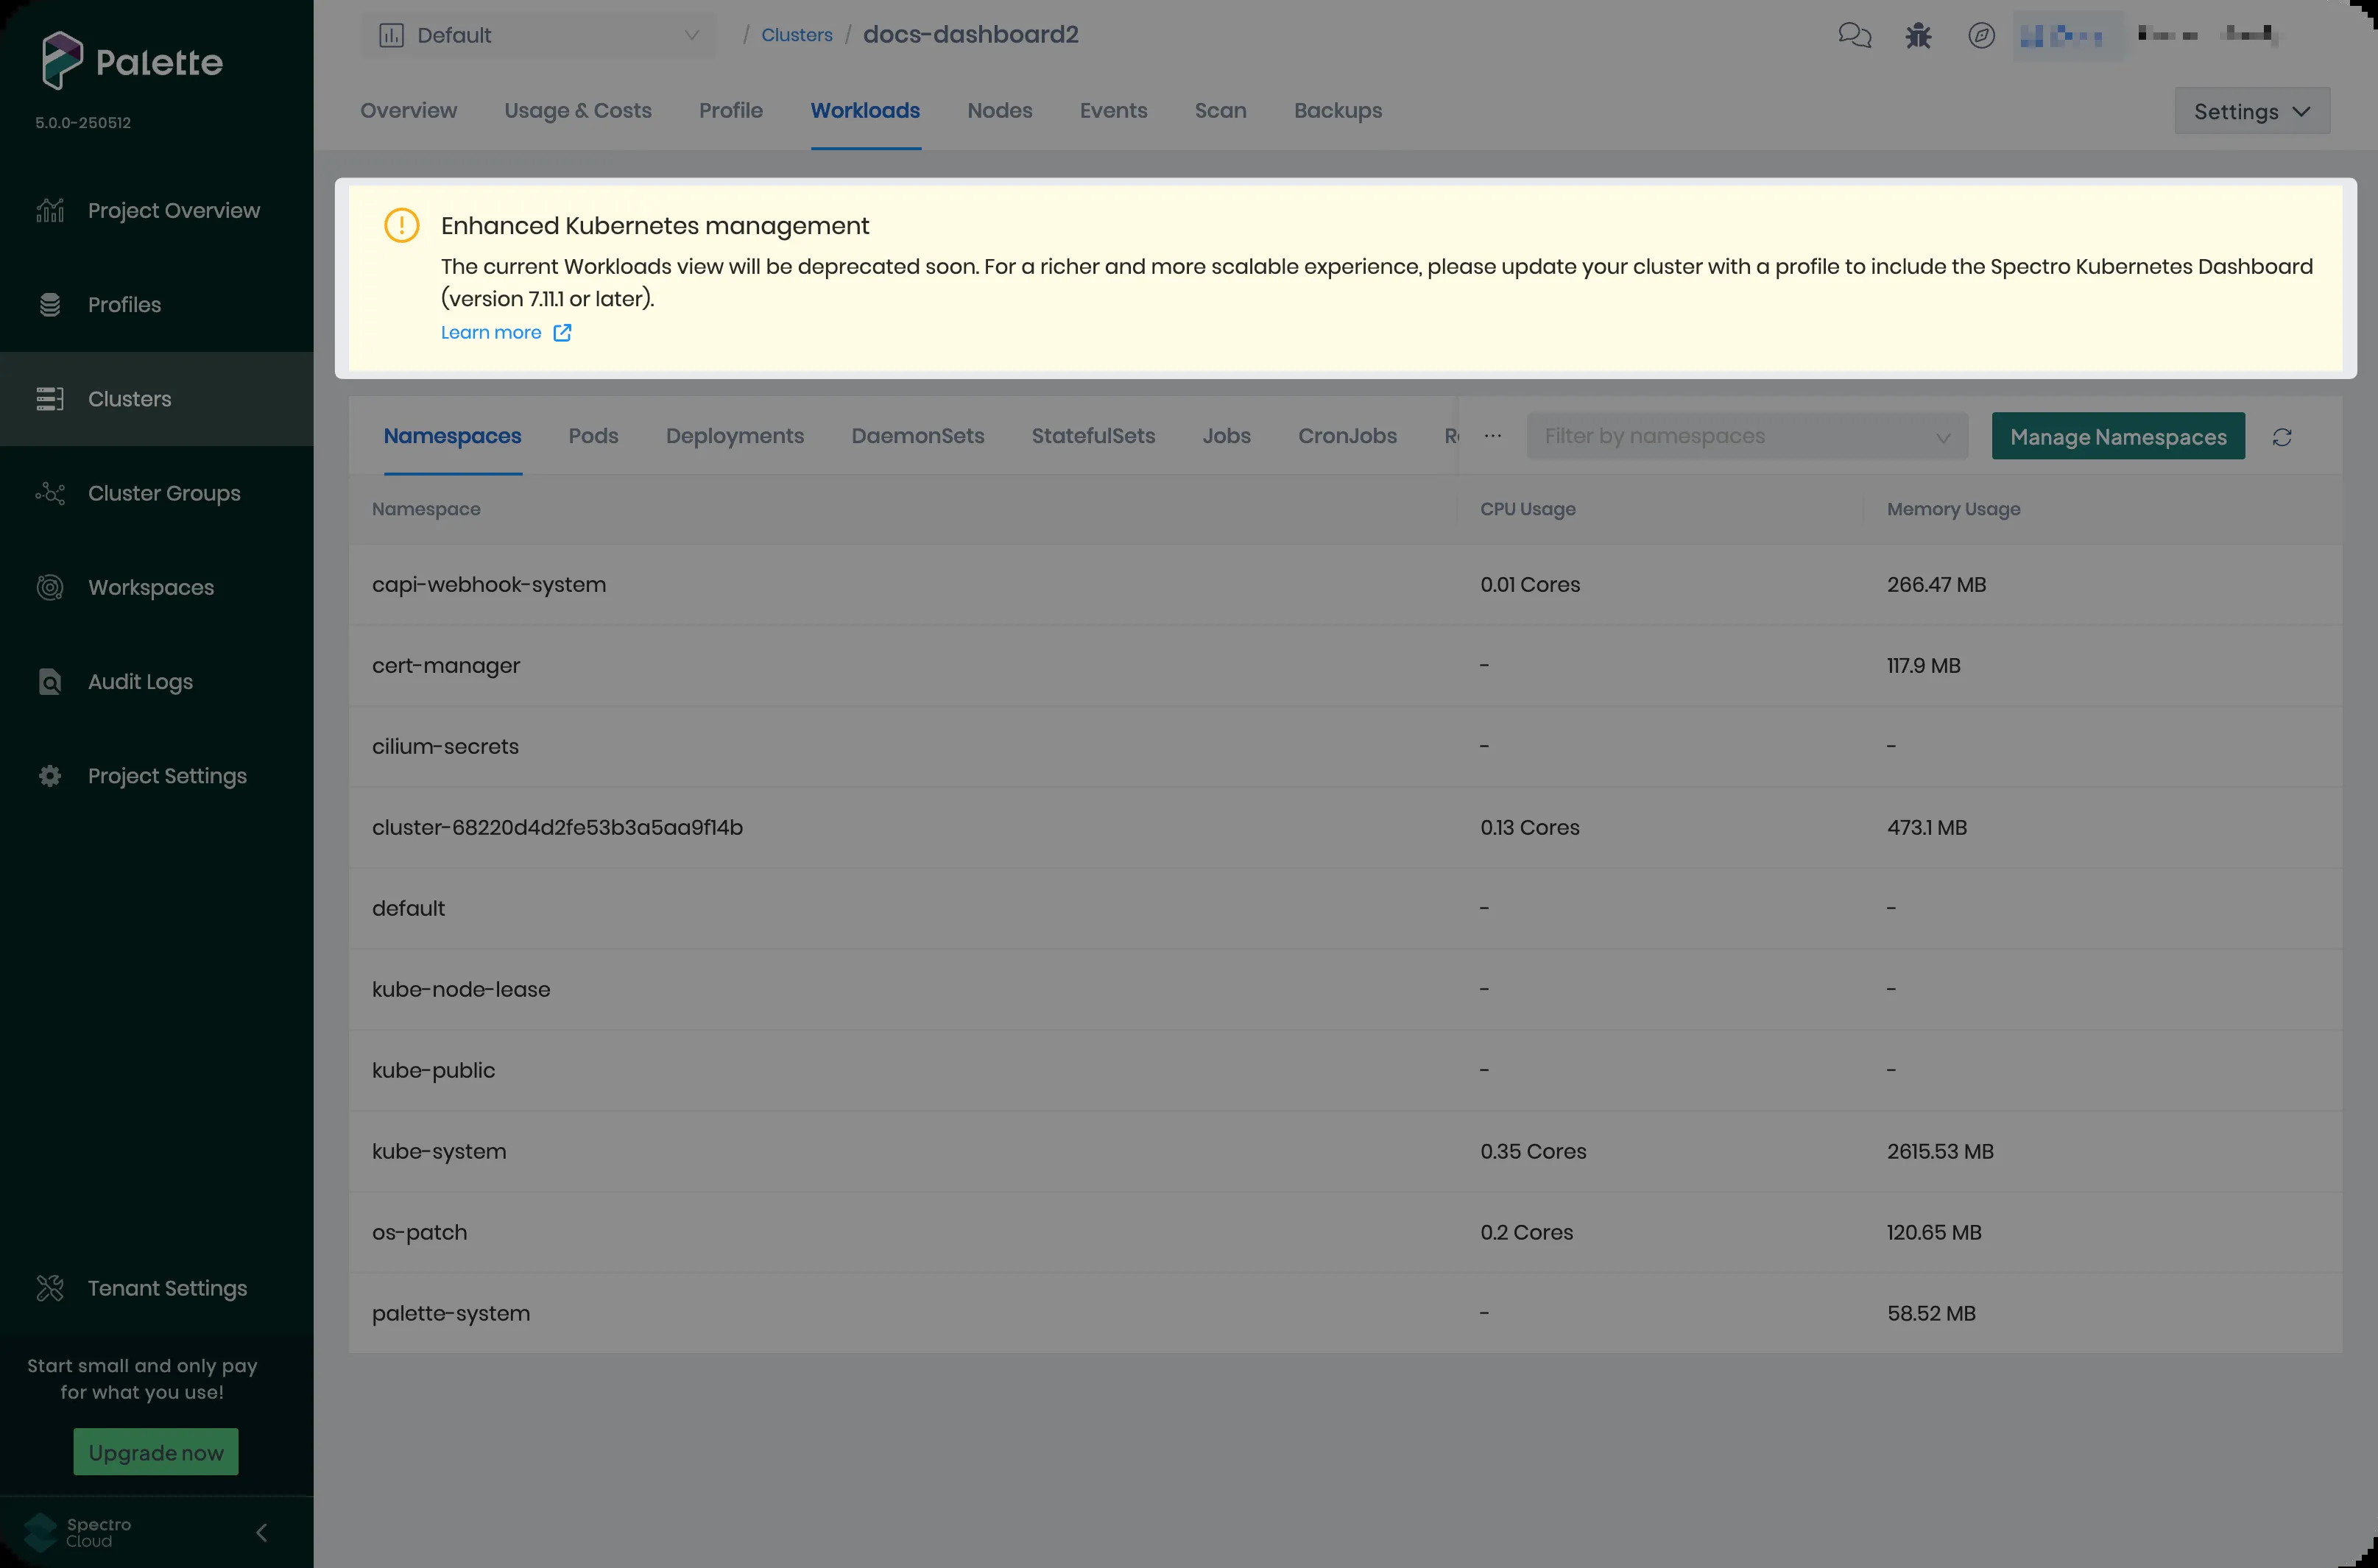 Palette
5.0.0-250512
Project Overview
Profiles
Clusters
Cluster Groups
Workspaces
Audit Logs
Project Settings
Tenant Settings
Start small and only pay
for what you use!
Upgrade now
Spectro
Cloud
Default / Clusters / docs-dashboard2
Overview Usage & Costs Profile Workloads Nodes Events Scan Backups Settings
Enhanced Kubernetes management
The current Workloads view will be deprecated soon. For a richer and more scalable experience, please update your cluster with a profile to include the Spectro Kubernetes Dashboard
(version 7.11.1 or later).
Learn more
Namespaces Pods Deployments DaemonSets StatefulSets Jobs CronJobs ... Filter by namespaces Manage Namespaces
Namespace CPU Usage Memory Usage
capi-webhook-system 0.01 Cores 266.47 MB
cert-manager - 117.9 MB
cilium-secrets - -
cluster-68220d4d2fe53b3a5aa9f14b 0.13 Cores 473.1 MB
default - -
kube-node-lease - -
kube-public - -
kube-system 0.35 Cores 2615.53 MB
os-patch 0.2 Cores 120.65 MB
palette-system - 58.52 MB